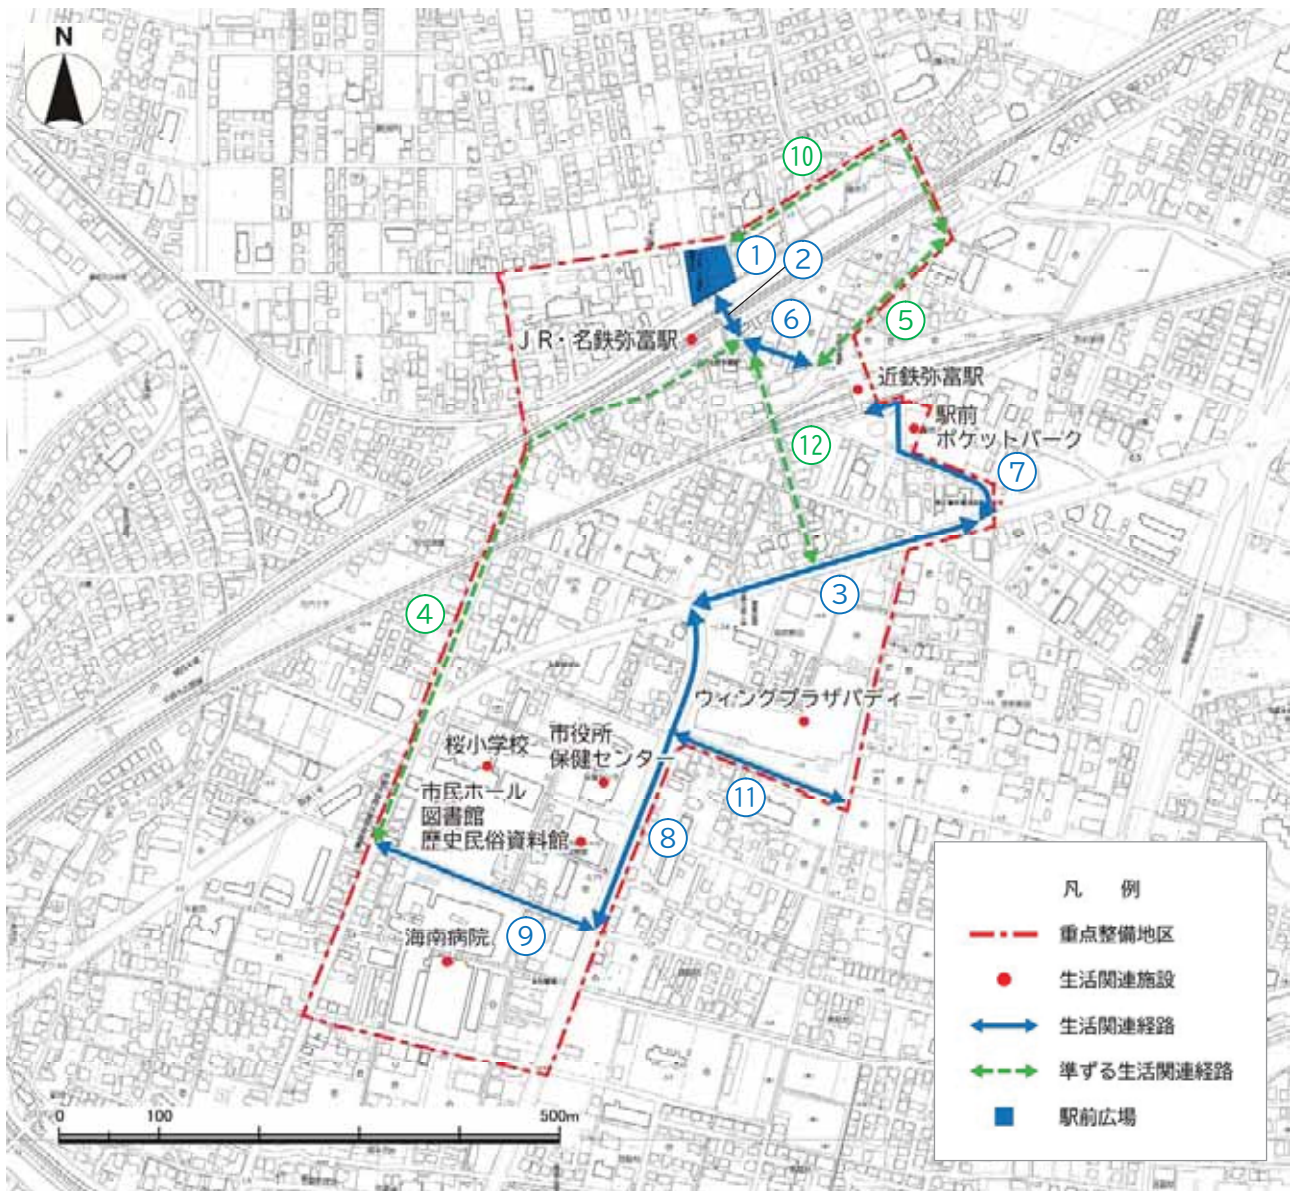 N
⑩
①
②
⑥
⑤
JR・名鉄弥富駅
近鉄弥富駅
駅前
ポケットパーク
⑫
⑦
③
④
ウィングプラザパディー
市役所
保健センター
桜小学校
市民ホール
図書館
歴史民俗資料館
⑪
⑧
⑨
海南病院
凡 例
重点整備地区
生活関連施設
生活関連経路
準ずる生活関連経路
駅前広場
0 100 500m